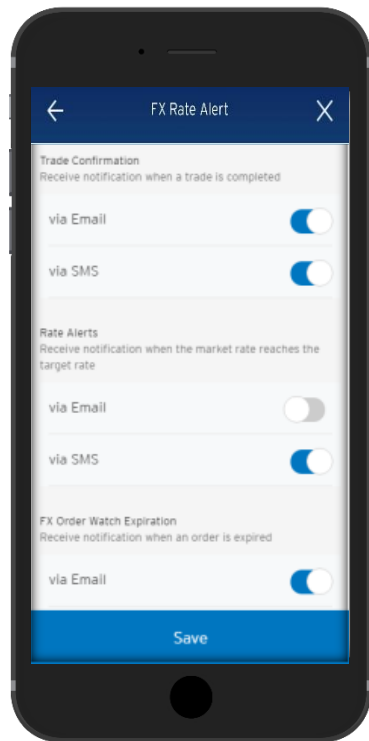 FX Rate Alert
Trade Confirmation
Receive notification when a trade is completed
via Email
via SMS
Rate Alerts
Receive notification when the market rate reaches the
target rate
via Email
via SMS
FX Order Watch Expiration
Receive notification when an order is expired
via Email
Save